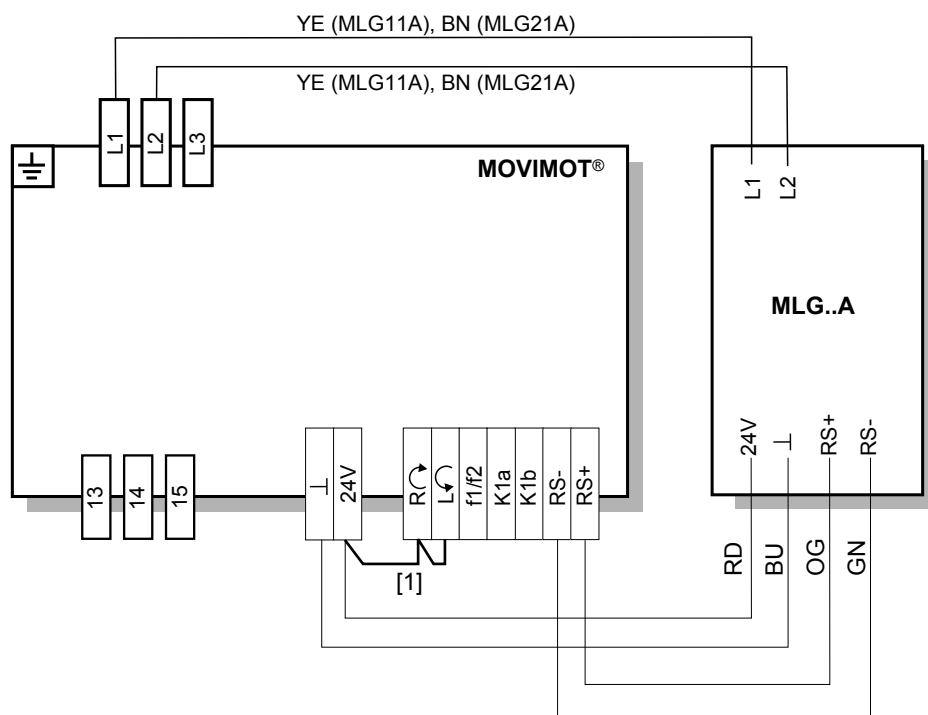 YE (MLG11A), BN (MLG21A)
YE (MLG11A), BN (MLG21A)
L1
L2
L3
MOVIMOT®
L1
L2
MLG..A
24V
⊥
RS+
RS-
13
14
15
⊥
24V
R
L
f1/f2
K1a
K1b
RS-
RS+
[1]
RD
BU
OG
GN